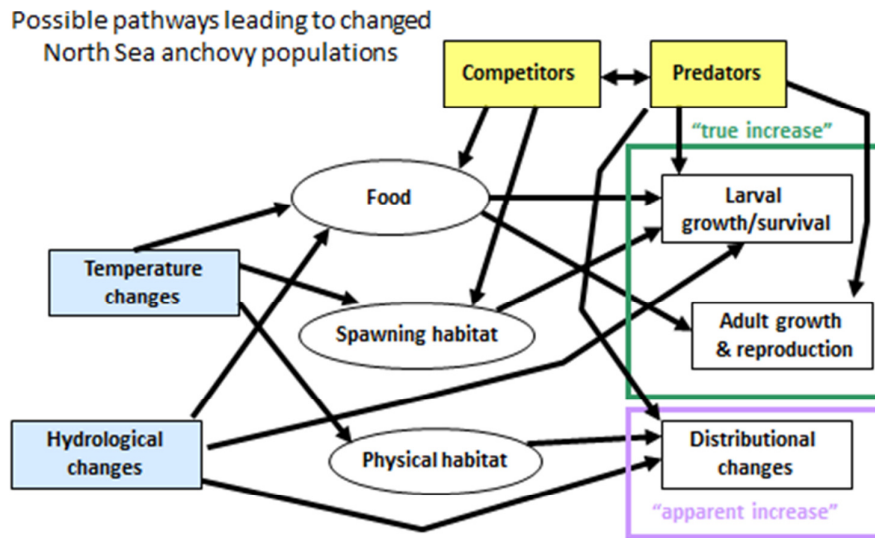 Possible pathways leading to changed
North Sea anchovy populations
Competitors
Predators
“true increase”
Food
Larval
growth/survival
Temperature
changes
Spawning habitat
Adult growth
& reproduction
Hydrological
changes
Physical habitat
Distributional
changes
“apparent increase”